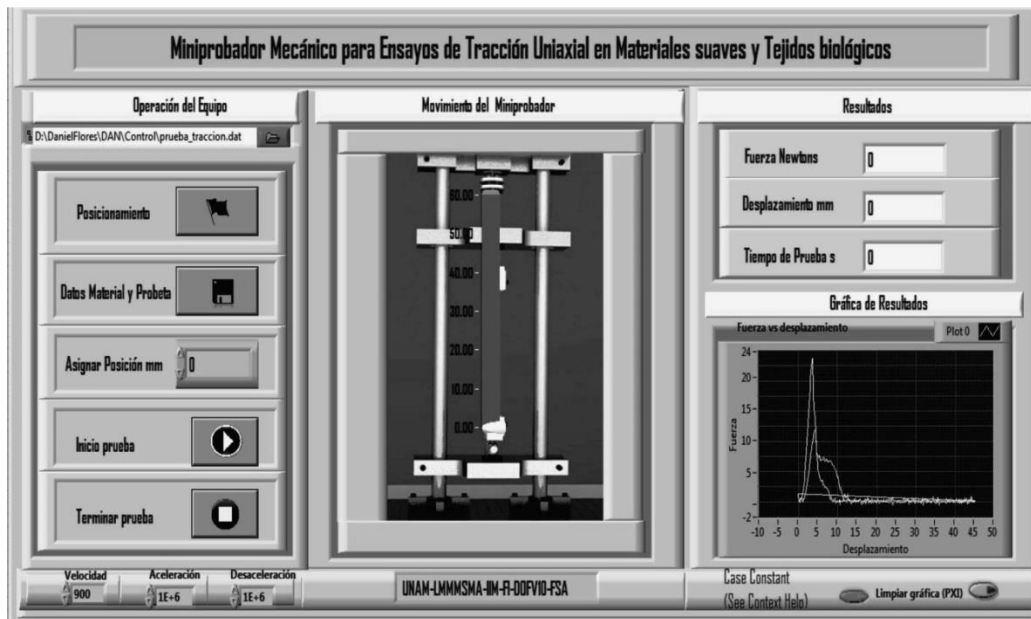 Miniprobador Mecánico para Ensayos de Tracción Uniaxial en Materiales suaves y Tejidos biológicos
Operación del Equipo
D:\DanielFlores\DAN\Control\prueba_traccion.dat
Posicionamiento
Datos Material y Probeta
Asignar Posición mm
0
Inicio prueba
Terminar prueba
Velocidad
900
Aceleración
1E+6
Desaceleración
1E+6
Movimiento del Miniprobador
60.00
50.00
40.00
30.00
20.00
10.00
0.00
UNAM-LMMMSMA-IIM-FI-DDFV10-FSA
Resultados
Fuerza Newtons
0
Desplazamiento mm
0
Tiempo de Prueba s
0
Gráfica de Resultados
Fuerza vs desplazamiento
Plot 0
Fuerza
24
20
15
10
5
-2
-10 -5 0 5 10 15 20 25 30 35 40 45 50
Desplazamiento
Case Constant
(See Context Help)
Limpiar gráfica (PXI)